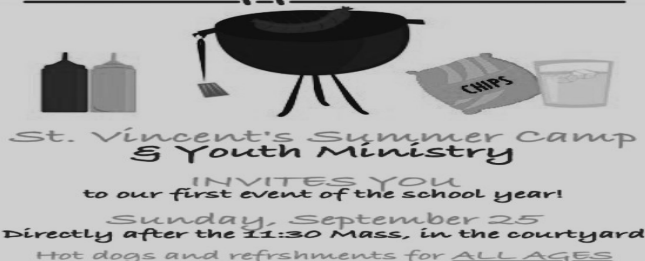 CHIPS
St. Vincent's Summer Camp
& Youth Ministry
INVITES YOU
to our first event of the school year!
Sunday, September 25
Directly after the 11:30 Mass, in the courtyard
Hot dogs and refrshments for ALL AGES